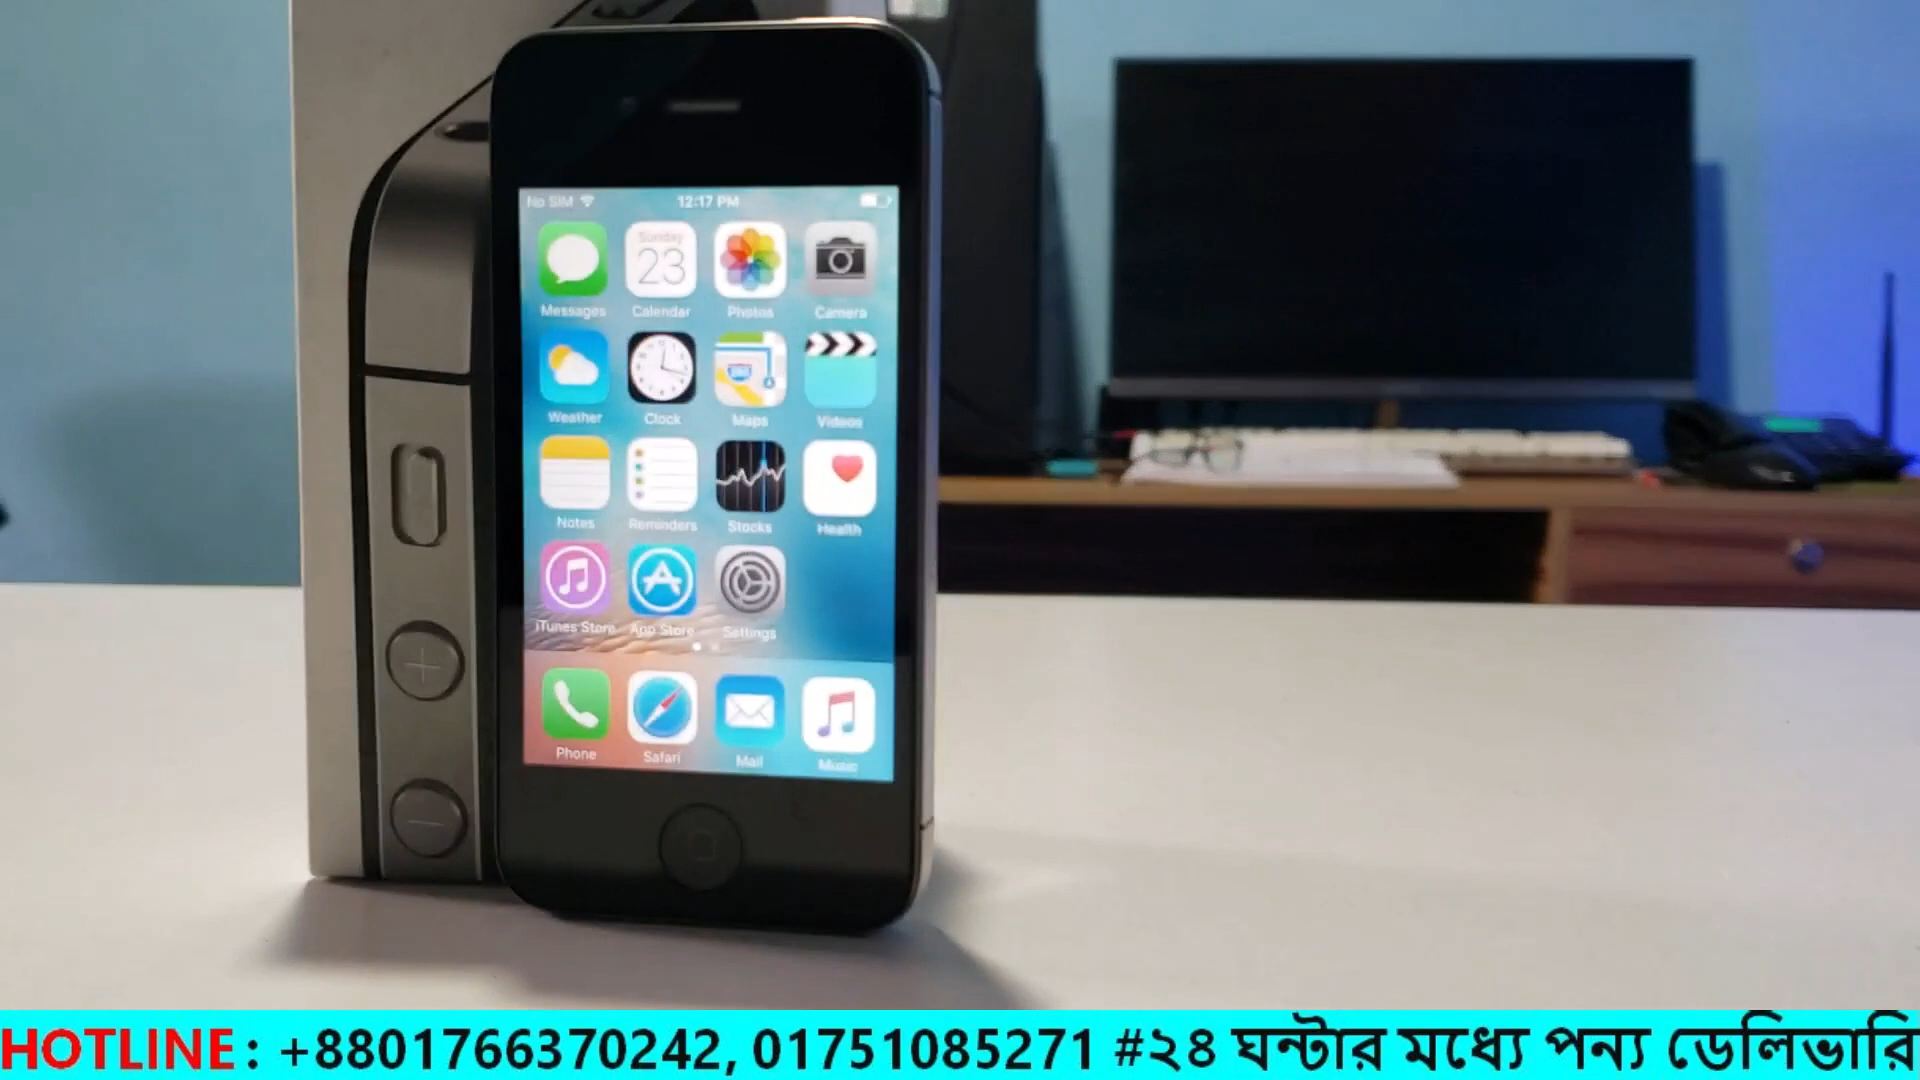 No SIM 12:17 PM
Sunday
23
Messages Calendar Photos Camera
Weather Clock Maps Videos
Notes Reminders Stocks Health
iTunes Store App Store Settings
Phone Safari Mail Music
HOTLINE : +8801766370242, 01751085271 #২৪ ঘন্টার মধ্যে পন্য ডেলিভারি